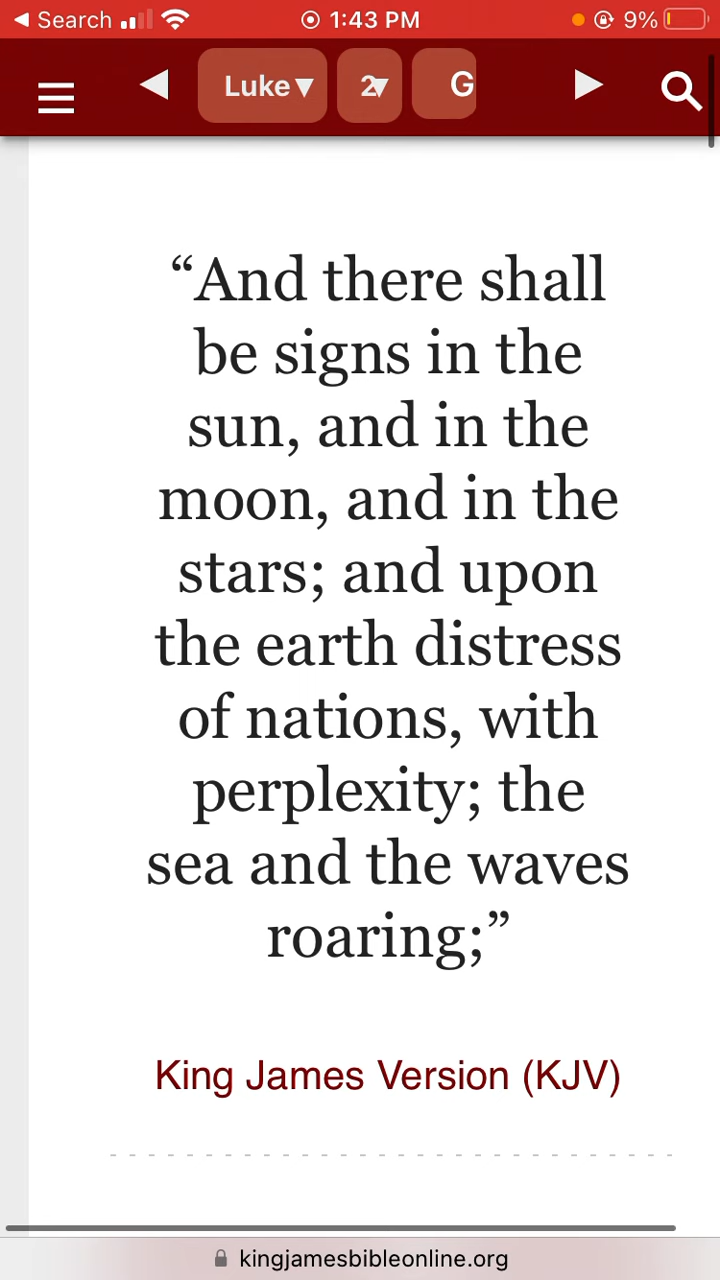 Search 1:43 PM 9%
Luke 2 G
“And there shall
be signs in the
sun, and in the
moon, and in the
stars; and upon
the earth distress
of nations, with
perplexity; the
sea and the waves
roaring;”
King James Version (KJV)
kingjamesbibleonline.org